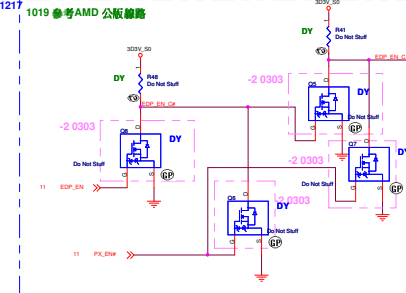 1217
1019 參考AMD 公版線路
3D3V_S0
R41
DY
Do Not Stuff
EDP_EN_C
3D3V_S0
R48
DY
Do Not Stuff
EDP_EN_C#
-2 0303
Q5
D
Do Not Stuff
G
S
GP
-2 0303
Q8
D
DY
Do Not Stuff
G
S
GP
-2 0303
Q7
D
DY
Do Not Stuff
G
S
GP
11 EDP_EN
-2 0303
Q6
D
DY
Do Not Stuff
G
S
GP
11 PX_EN#